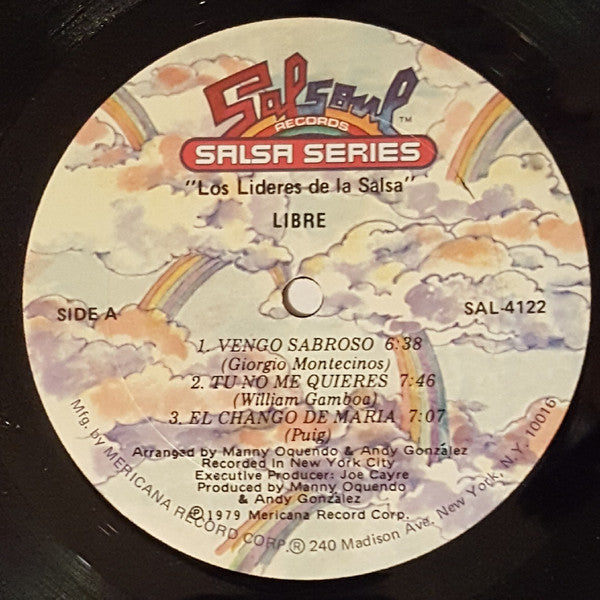 Salsoul
RECORDS
TM
SALSA SERIES
"Los Lideres de la Salsa"
LIBRE
SIDE A
SAL-4122
1. VENGO SABROSO 6:38
(Giorgio Montecinos)
2. TU NO ME QUIERES 7:46
(William Gamboa)
3. EL CHANGO DE MARIA 7:07
(Puig)
Arranged by Manny Oquendo & Andy González
Recorded in New York City
Executive Producer: Joe Cayre
Produced by Manny Oquendo
& Andy González
℗1979 Mericana Record Corp.
Mfg. by MERICANA RECORD CORP.® 240 Madison Ave, New York, N.Y. 10016